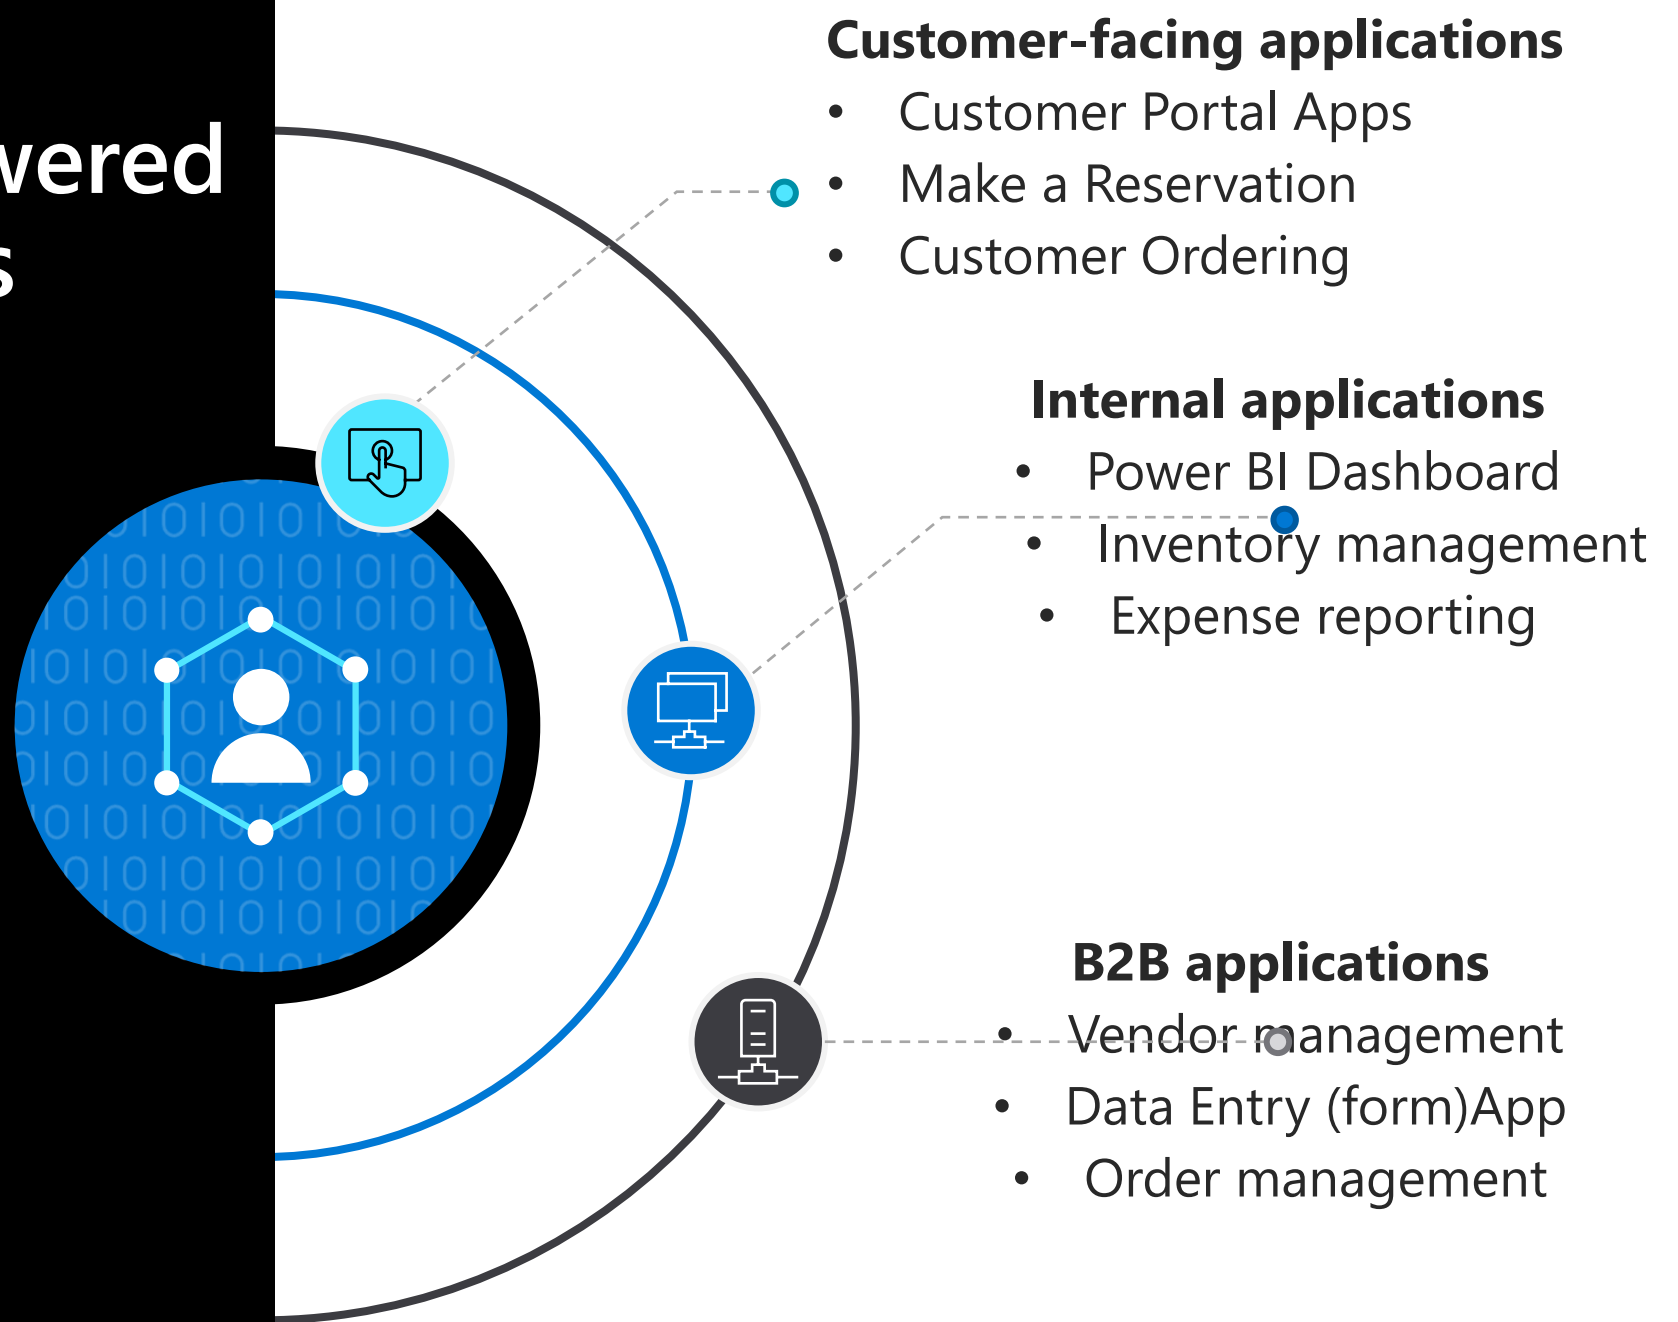 wered
s
Customer-facing applications
• Customer Portal Apps
• Make a Reservation
• Customer Ordering
Internal applications
• Power BI Dashboard
• Inventory management
• Expense reporting
B2B applications
• Vendor management
• Data Entry (form)App
• Order management